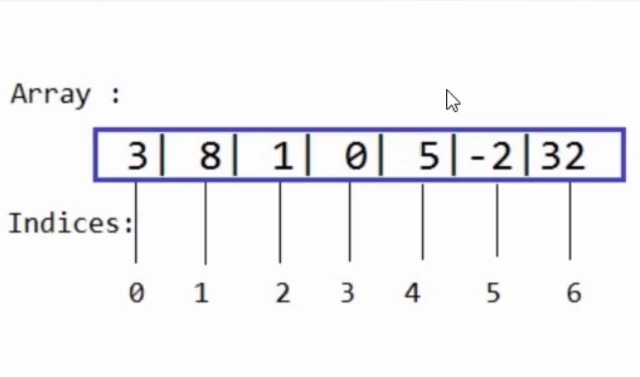 Array :
3| 8| 1| 0| 5|-2|32
Indices:
0 1 2 3 4 5 6